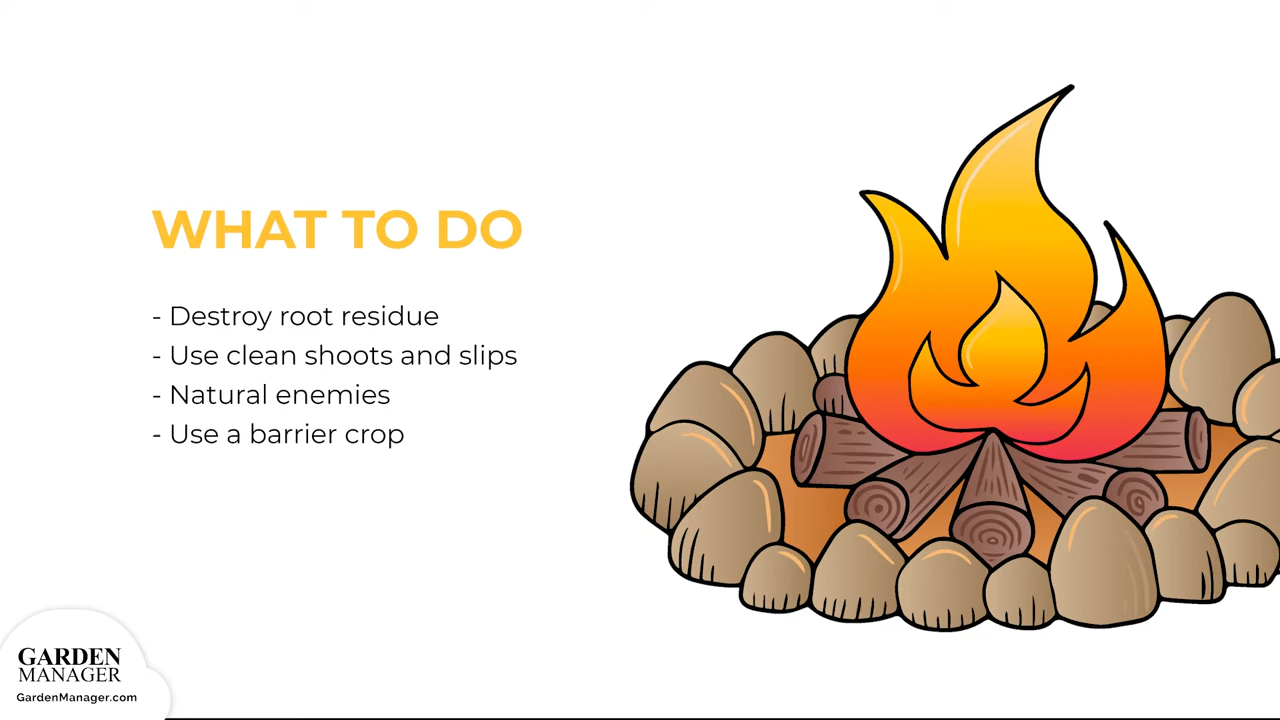 WHAT TO DO
- Destroy root residue
- Use clean shoots and slips
- Natural enemies
- Use a barrier crop
GARDEN
MANAGER
GardenManager.com